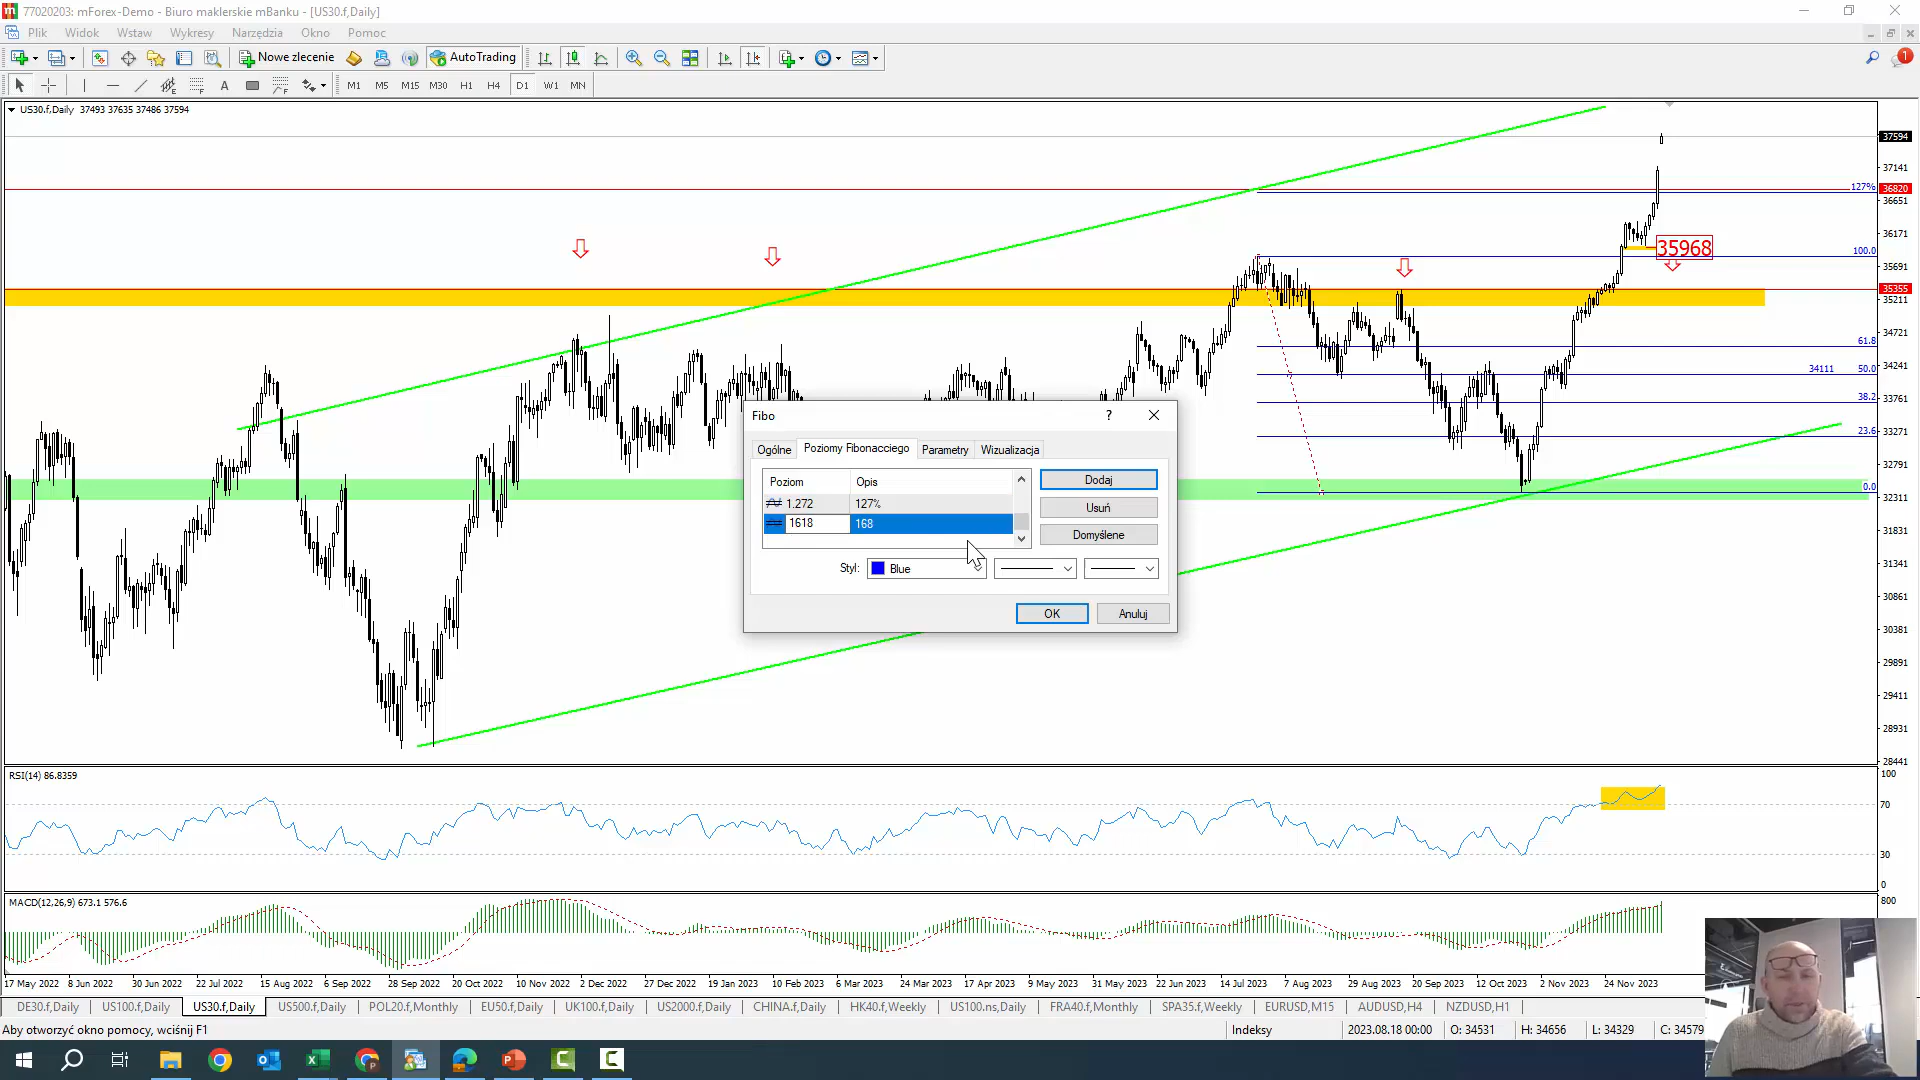 77020203: mForex-Demo - Biuro maklerskie mBanku - [US30.f,Daily]
Plik Widok Wstaw Wykresy Narzędzia Okno Pomoc
Nowe zlecenie AutoTrading 1
A M1 M5 M15 M30 H1 H4 D1 W1 MN
US30.f,Daily 37493 37635 37486 37594
37594
37141
127% 36820
36651
36171
35968
100.0
35691
35355
35211
34721
61.8
34241
34111 50.0
38.2
33761
33271
23.6
32791
0.0
32311
31831
31341
30861
30381
29891
29411
28931
28441
Fibo ?
Ogólne Poziomy Fibonacciego Parametry Wizualizacja
Poziom Opis Dodaj
1.272 127% Usuń
1618 168 Domyślene
Styl: Blue
OK Anuluj
RSI(14) 86.8359
100
70
30
0
MACD(12,26,9) 673.1 576.6
800
17 May 2022 8 Jun 2022 30 Jun 2022 22 Jul 2022 15 Aug 2022 6 Sep 2022 28 Sep 2022 20 Oct 2022 10 Nov 2022 2 Dec 2022 27 Dec 2022 19 Jan 2023 10 Feb 2023 6 Mar 2023 24 Mar 2023 17 Apr 2023 9 May 2023 31 May 2023 22 Jun 2023 14 Jul 2023 7 Aug 2023 29 Aug 2023 20 Sep 2023 12 Oct 2023 2 Nov 2023 24 Nov 2023
DE30.f,Daily US100.f,Daily US30.f,Daily US500.f,Daily POL20.f,Monthly EU50.f,Daily UK100.f,Daily US2000.f,Daily CHINA.f,Daily HK40.f,Weekly US100.ns,Daily FRA40.f,Monthly SPA35.f,Weekly EURUSD,M15 AUDUSD,H4 NZDUSD,H1
Aby otworzyć okno pomocy, wciśnij F1 Indeksy 2023.08.18 00:00 O: 34531 H: 34656 L: 34329 C: 34579